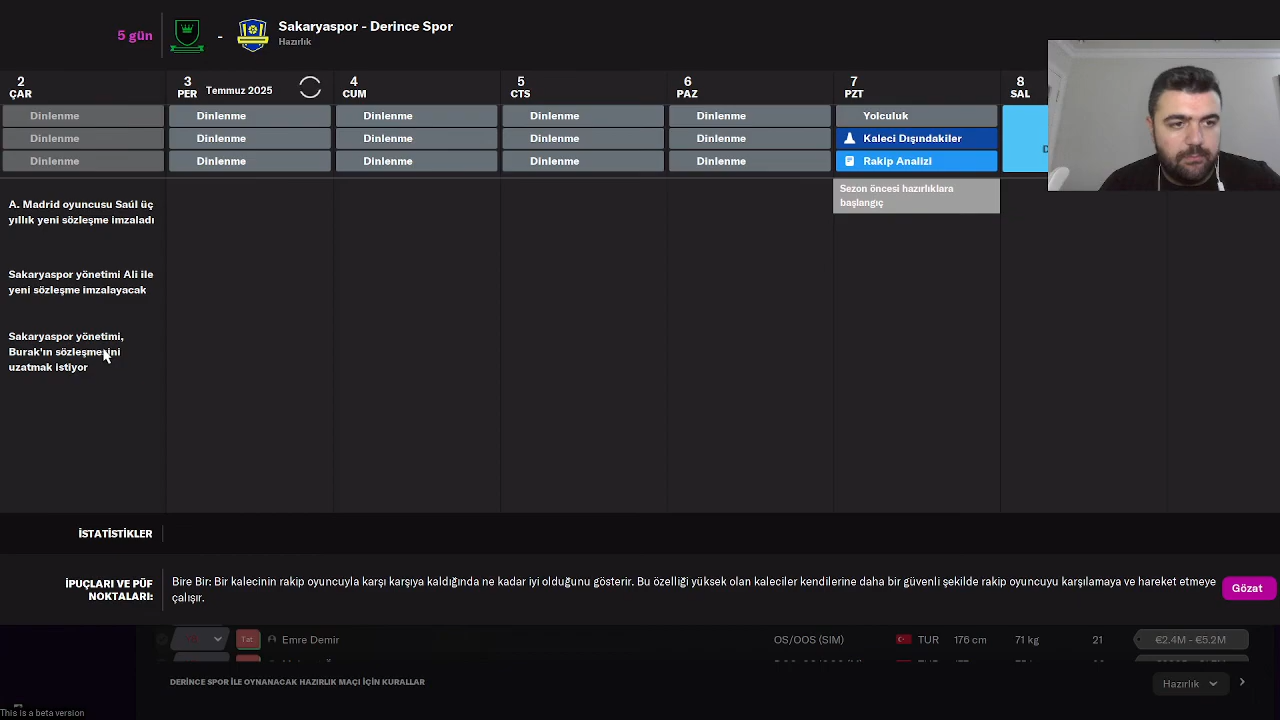 5 gün
-
Sakaryaspor - Derince Spor
Hazırlık
2
ÇAR
3
PER
Temmuz 2025
4
CUM
5
CTS
6
PAZ
7
PZT
8
SAL
Dinlenme
Dinlenme
Dinlenme
Dinlenme
Dinlenme
Yolculuk
Dinlenme
Dinlenme
Dinlenme
Dinlenme
Dinlenme
Kaleci Dışındakiler
Dinlenme
Dinlenme
Dinlenme
Dinlenme
Dinlenme
Rakip Analizi
Sezon öncesi hazırlıklara
başlangıç
A. Madrid oyuncusu Saúl üç
yıllık yeni sözleşme imzaladı
Sakaryaspor yönetimi Ali ile
yeni sözleşme imzalayacak
Sakaryaspor yönetimi,
Burak'ın sözleşmesini
uzatmak istiyor
İSTATİSTİKLER
İPUÇLARI VE PÜF
NOKTALARI:
Bire Bir: Bir kalecinin rakip oyuncuyla karşı karşıya kaldığında ne kadar iyi olduğunu gösterir. Bu özelliği yüksek olan kaleciler kendilerine daha bir güvenli şekilde rakip oyuncuyu karşılamaya ve hareket etmeye
çalışır.
Gözat
Tat
Emre Demir
OS/OOS (SIM)
TUR
176 cm
71 kg
21
€2.4M - €5.2M
DERİNCE SPOR İLE OYNANACAK HAZIRLIK MAÇI İÇİN KURALLAR
Hazırlık
This is a beta version